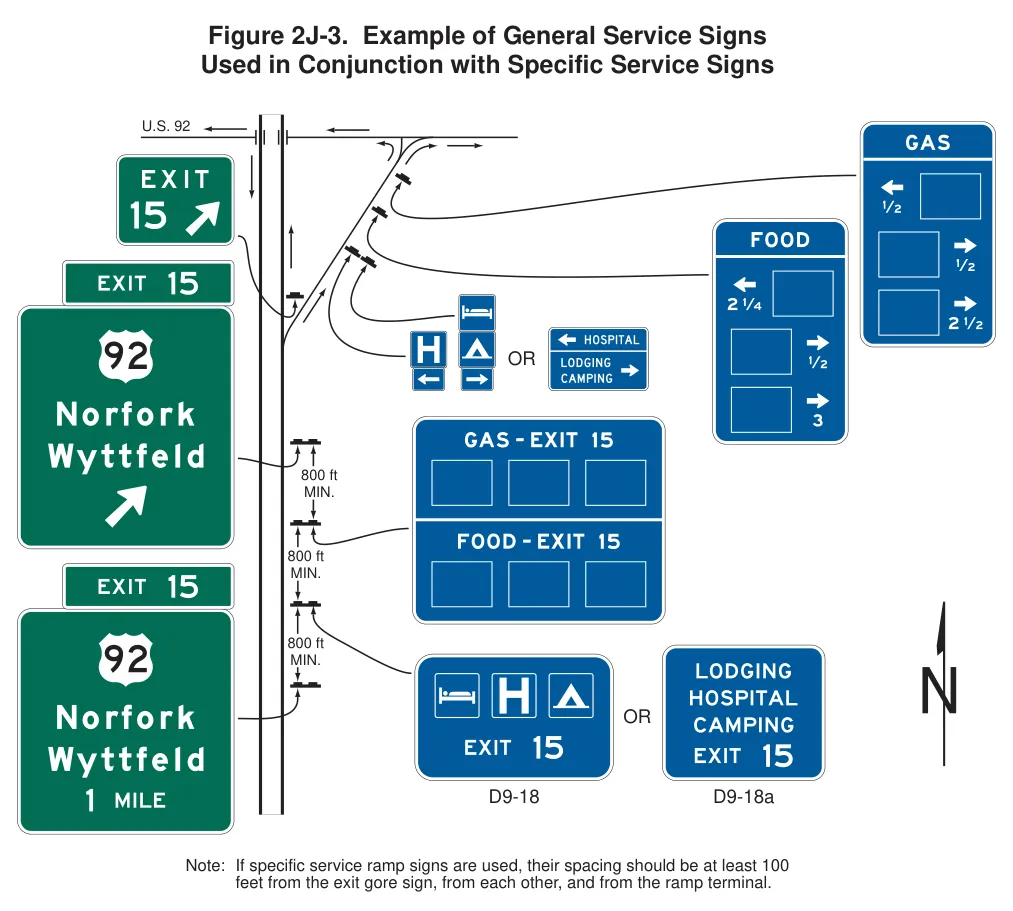 Figure 2J-3.  Example of General Service Signs
Used in Conjunction with Specific Service Signs
U.S. 92
EXIT
15
EXIT 15
92
Norfork
Wyttfeld
EXIT 15
92
Norfork
Wyttfeld
1 MILE
800 ft
MIN.
800 ft
MIN.
800 ft
MIN.
GAS
1/2
1/2
2 1/2
FOOD
2 1/4
1/2
3
H
OR
HOSPITAL
LODGING
CAMPING
GAS - EXIT 15
FOOD - EXIT 15
H
EXIT 15
D9-18
OR
LODGING
HOSPITAL
CAMPING
EXIT 15
D9-18a
N
Note:  If specific service ramp signs are used, their spacing should be at least 100
feet from the exit gore sign, from each other, and from the ramp terminal.